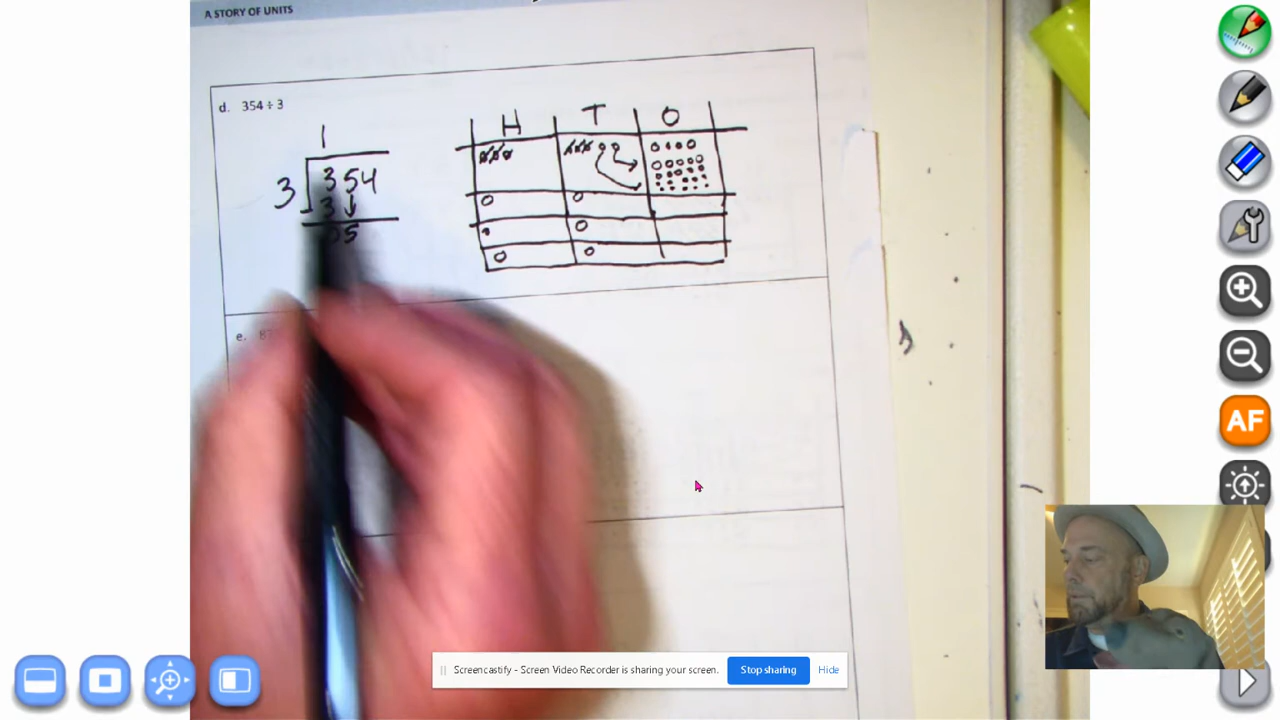 A STORY OF UNITS
d. 354 ÷ 3
H T O
1
3 354
3
05
e.
AF
Screencastify - Screen Video Recorder is sharing your screen.
Stop sharing
Hide